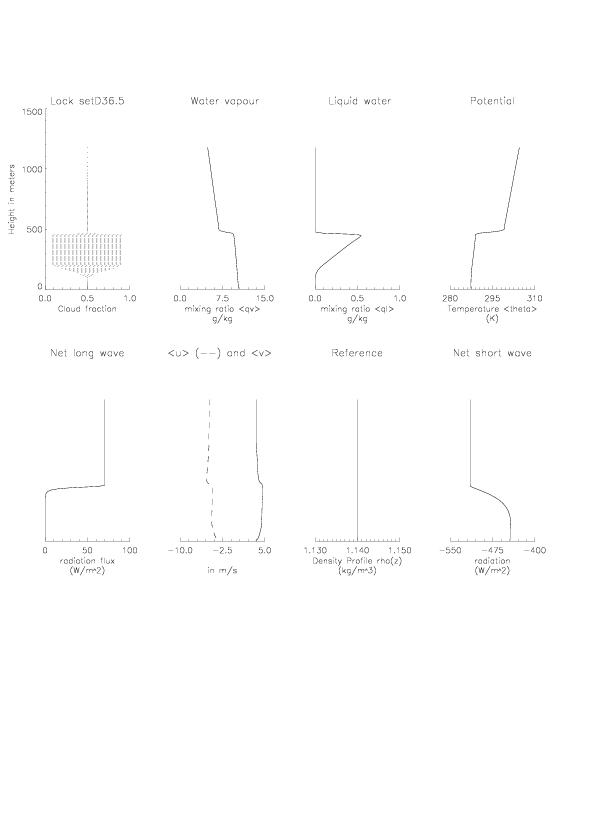 Lock setD36.5
Water vapour
Liquid water
Potential
1500
1000
500
0
Height in meters
0.0 0.5 1.0
Cloud fraction
0.0 7.5 15.0
mixing ratio <qv>
g/kg
0.0 0.5 1.0
mixing ratio <ql>
g/kg
280 295 310
Temperature <theta>
(K)
Net long wave
<u> (--) and <v>
Reference
Net short wave
0 50 100
radiation flux
(W/m^2)
-10.0 -2.5 5.0
in m/s
1.130 1.140 1.150
Density Profile rho(z)
(kg/m^3)
-550 -475 -400
radiation
(W/m^2)